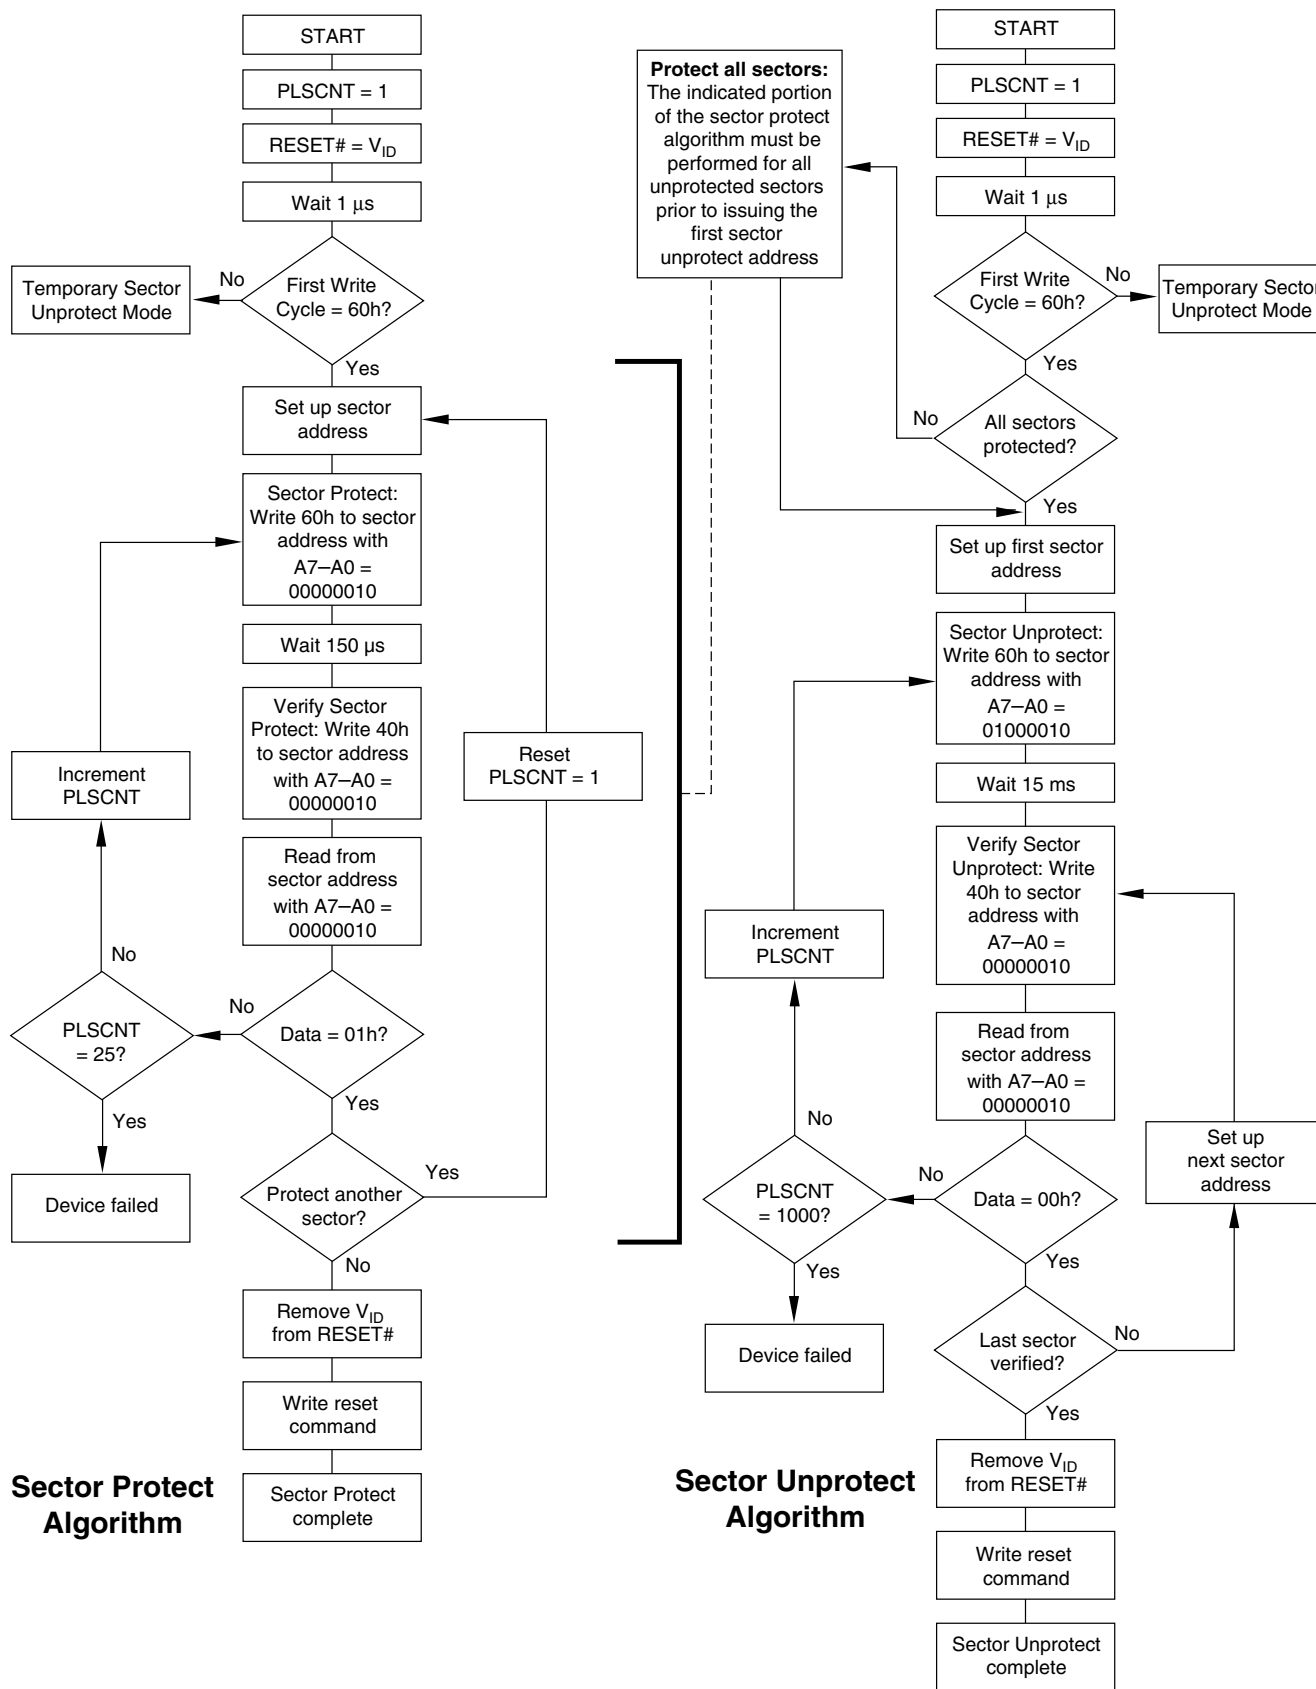 START
PLSCNT = 1
RESET# = VID
Wait 1 μs
First Write
Cycle = 60h?
No
Temporary Sector
Unprotect Mode
Yes
Set up sector
address
Sector Protect:
Write 60h to sector
address with
A7–A0 =
00000010
Wait 150 µs
Verify Sector
Protect: Write 40h
to sector address
with A7–A0 =
00000010
Increment
PLSCNT
Reset
PLSCNT = 1
Read from
sector address
with A7–A0 =
00000010
No
No
PLSCNT
= 25?
Data = 01h?
Yes
Yes
Device failed
Protect another
sector?
Yes
No
Remove VID
from RESET#
Write reset
command
Sector Protect
complete
Sector Protect
Algorithm
Protect all sectors:
The indicated portion
of the sector protect
algorithm must be
performed for all
unprotected sectors
prior to issuing the
first sector
unprotect address
START
PLSCNT = 1
RESET# = VID
Wait 1 μs
First Write
Cycle = 60h?
No
Temporary Sector
Unprotect Mode
Yes
No
All sectors
protected?
Yes
Set up first sector
address
Sector Unprotect:
Write 60h to sector
address with
A7–A0 =
01000010
Wait 15 ms
Verify Sector
Unprotect: Write
40h to sector
address with
A7–A0 =
00000010
Increment
PLSCNT
Read from
sector address
with A7–A0 =
00000010
No
No
PLSCNT
= 1000?
Data = 00h?
Set up
next sector
address
Yes
Yes
Device failed
Last sector
verified?
No
Yes
Remove VID
from RESET#
Write reset
command
Sector Unprotect
complete
Sector Unprotect
Algorithm